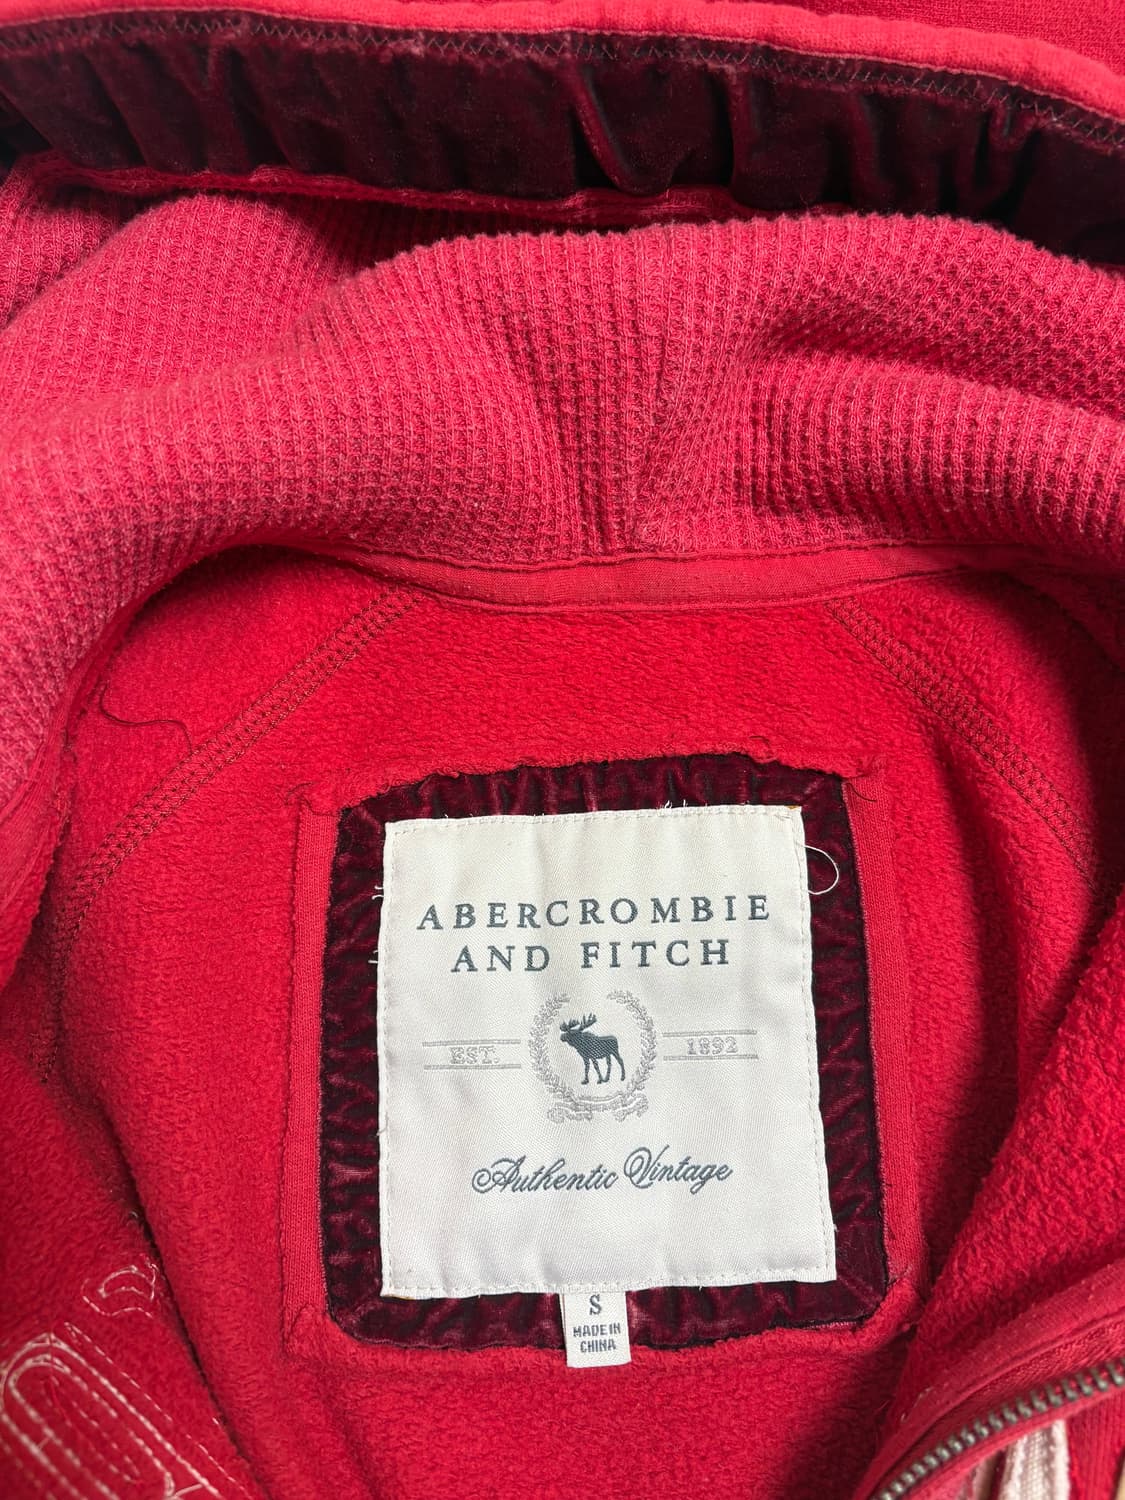 ABERCROMBIE
AND FITCH
EST. 1892
Authentic Vintage
S
MADE IN
CHINA